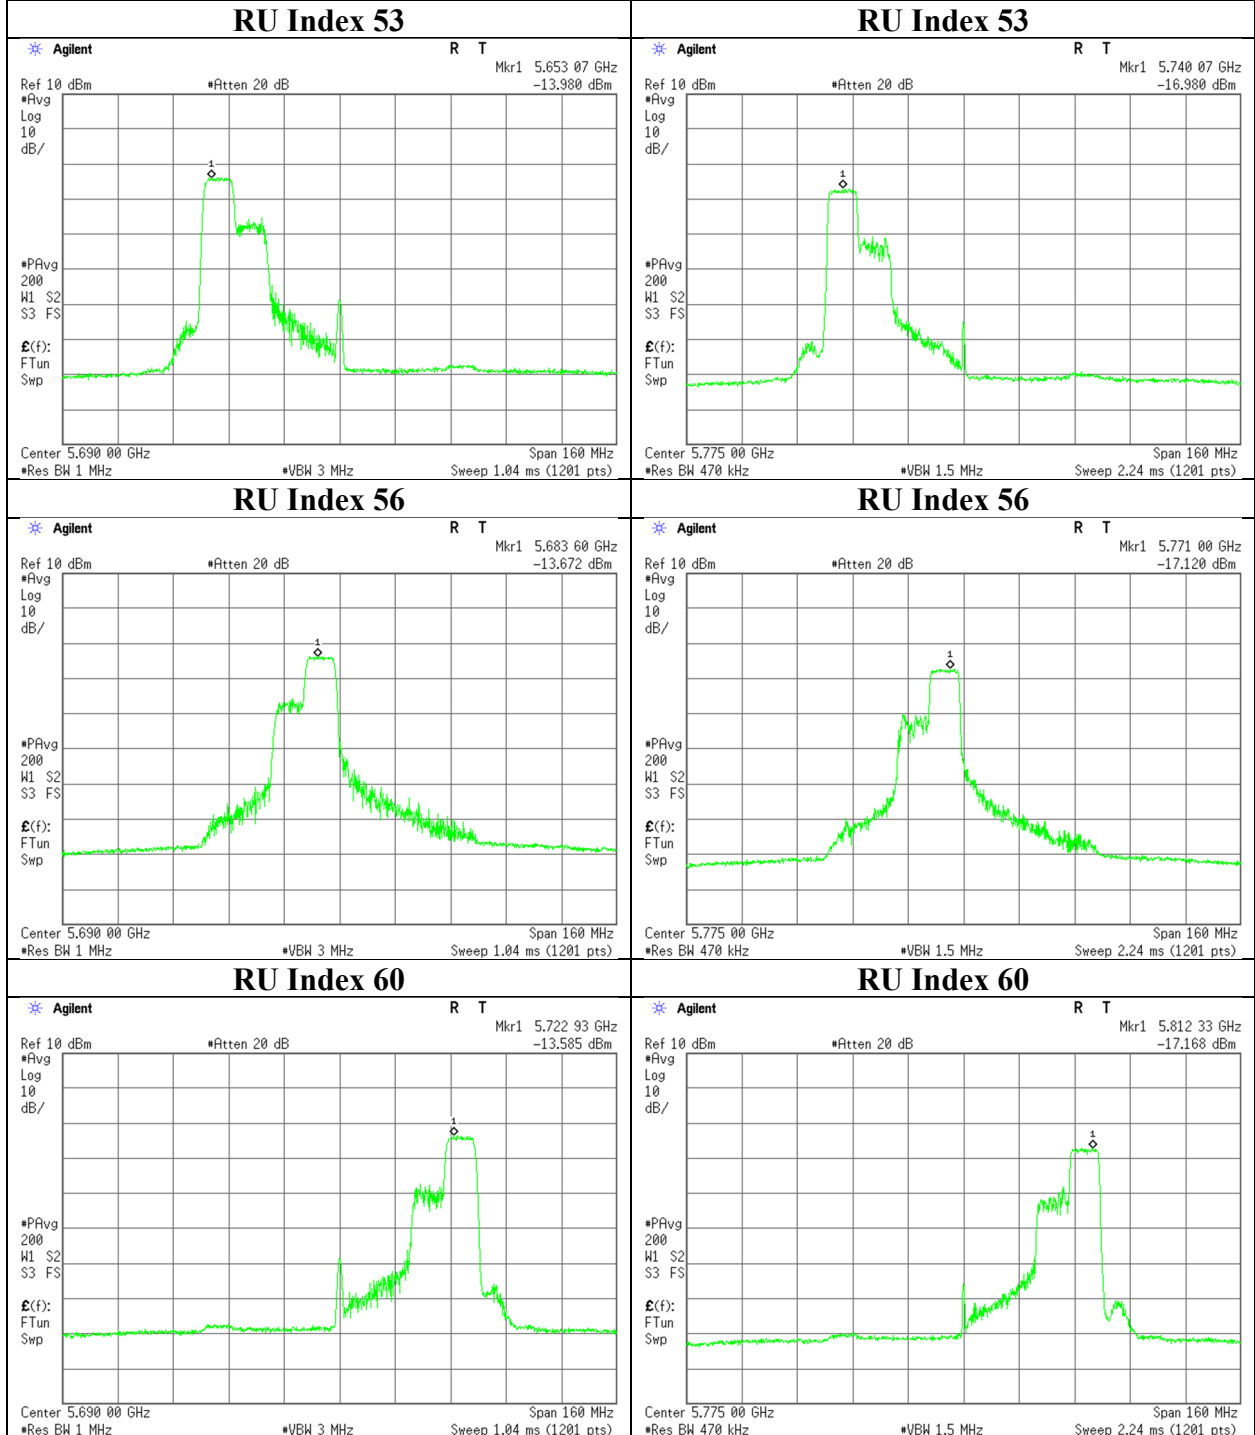 RU Index 53
Agilent R T
Mkr1 5.653 07 GHz
Ref 10 dBm #Atten 20 dB -13.980 dBm
#Avg
Log
10
dB/
1
#PAvg
200
W1 S2
S3 FS
£(f):
FTun
Swp
Center 5.690 00 GHz Span 160 MHz
#Res BW 1 MHz #VBW 3 MHz Sweep 1.04 ms (1201 pts)
RU Index 53
Agilent R T
Mkr1 5.740 07 GHz
Ref 10 dBm #Atten 20 dB -16.980 dBm
#Avg
Log
10
dB/
1
#PAvg
200
W1 S2
S3 FS
£(f):
FTun
Swp
Center 5.775 00 GHz Span 160 MHz
#Res BW 470 kHz #VBW 1.5 MHz Sweep 2.24 ms (1201 pts)
RU Index 56
Agilent R T
Mkr1 5.683 60 GHz
Ref 10 dBm #Atten 20 dB -13.672 dBm
#Avg
Log
10
dB/
1
#PAvg
200
W1 S2
S3 FS
£(f):
FTun
Swp
Center 5.690 00 GHz Span 160 MHz
#Res BW 1 MHz #VBW 3 MHz Sweep 1.04 ms (1201 pts)
RU Index 56
Agilent R T
Mkr1 5.771 00 GHz
Ref 10 dBm #Atten 20 dB -17.120 dBm
#Avg
Log
10
dB/
1
#PAvg
200
W1 S2
S3 FS
£(f):
FTun
Swp
Center 5.775 00 GHz Span 160 MHz
#Res BW 470 kHz #VBW 1.5 MHz Sweep 2.24 ms (1201 pts)
RU Index 60
Agilent R T
Mkr1 5.722 93 GHz
Ref 10 dBm #Atten 20 dB -13.585 dBm
#Avg
Log
10
dB/
1
#PAvg
200
W1 S2
S3 FS
£(f):
FTun
Swp
Center 5.690 00 GHz Span 160 MHz
#Res BW 1 MHz #VBW 3 MHz Sweep 1.04 ms (1201 pts)
RU Index 60
Agilent R T
Mkr1 5.812 33 GHz
Ref 10 dBm #Atten 20 dB -17.168 dBm
#Avg
Log
10
dB/
1
#PAvg
200
W1 S2
S3 FS
£(f):
FTun
Swp
Center 5.775 00 GHz Span 160 MHz
#Res BW 470 kHz #VBW 1.5 MHz Sweep 2.24 ms (1201 pts)